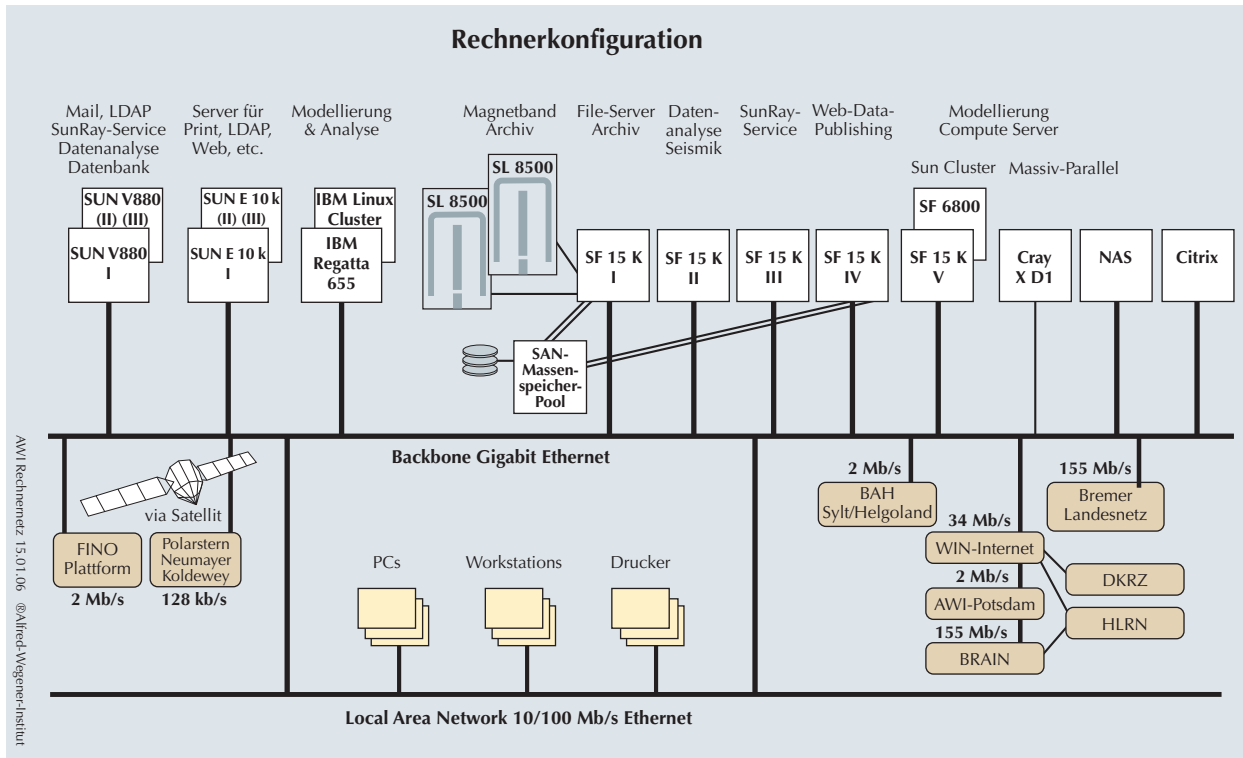 Rechnerkonfiguration
Mail, LDAP
SunRay-Service
Datenanalyse
Datenbank
Server für
Print, LDAP,
Web, etc.
Modellierung
& Analyse
Magnetband
Archiv
File-Server
Archiv
Daten-
analyse
Seismik
SunRay-
Service
Web-Data-
Publishing
Modellierung
Compute Server
Sun Cluster
Massiv-Parallel
SUN V880
(II) (III)
SUN V880
I
SUN E 10 k
(II) (III)
SUN E 10 k
I
IBM Linux
Cluster
IBM
Regatta
655
SL 8500
SL 8500
SF 15 K
I
SF 15 K
II
SF 15 K
III
SF 15 K
IV
SF 6800
SF 15 K
V
Cray
X D1
NAS
Citrix
SAN-
Massen-
speicher-
Pool
Backbone Gigabit Ethernet
via Satellit
FINO
Plattform
2 Mb/s
Polarstern
Neumayer
Koldewey
128 kb/s
PCs
Workstations
Drucker
2 Mb/s
BAH
Sylt/Helgoland
155 Mb/s
Bremer
Landesnetz
34 Mb/s
WIN-Internet
2 Mb/s
AWI-Potsdam
155 Mb/s
BRAIN
DKRZ
HLRN
Local Area Network 10/100 Mb/s Ethernet
AWI Rechnernetz 15.01.06 ®Alfred-Wegener-Institut